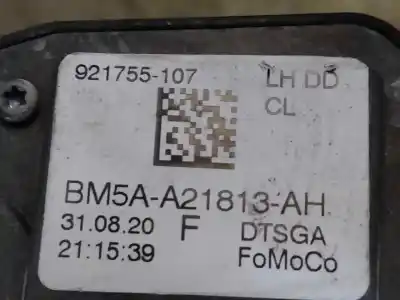 921755-107 LH DD
CL
BM5A-A21813-AH
31.08.20 F DTSGA
21:15:39 FoMoCo